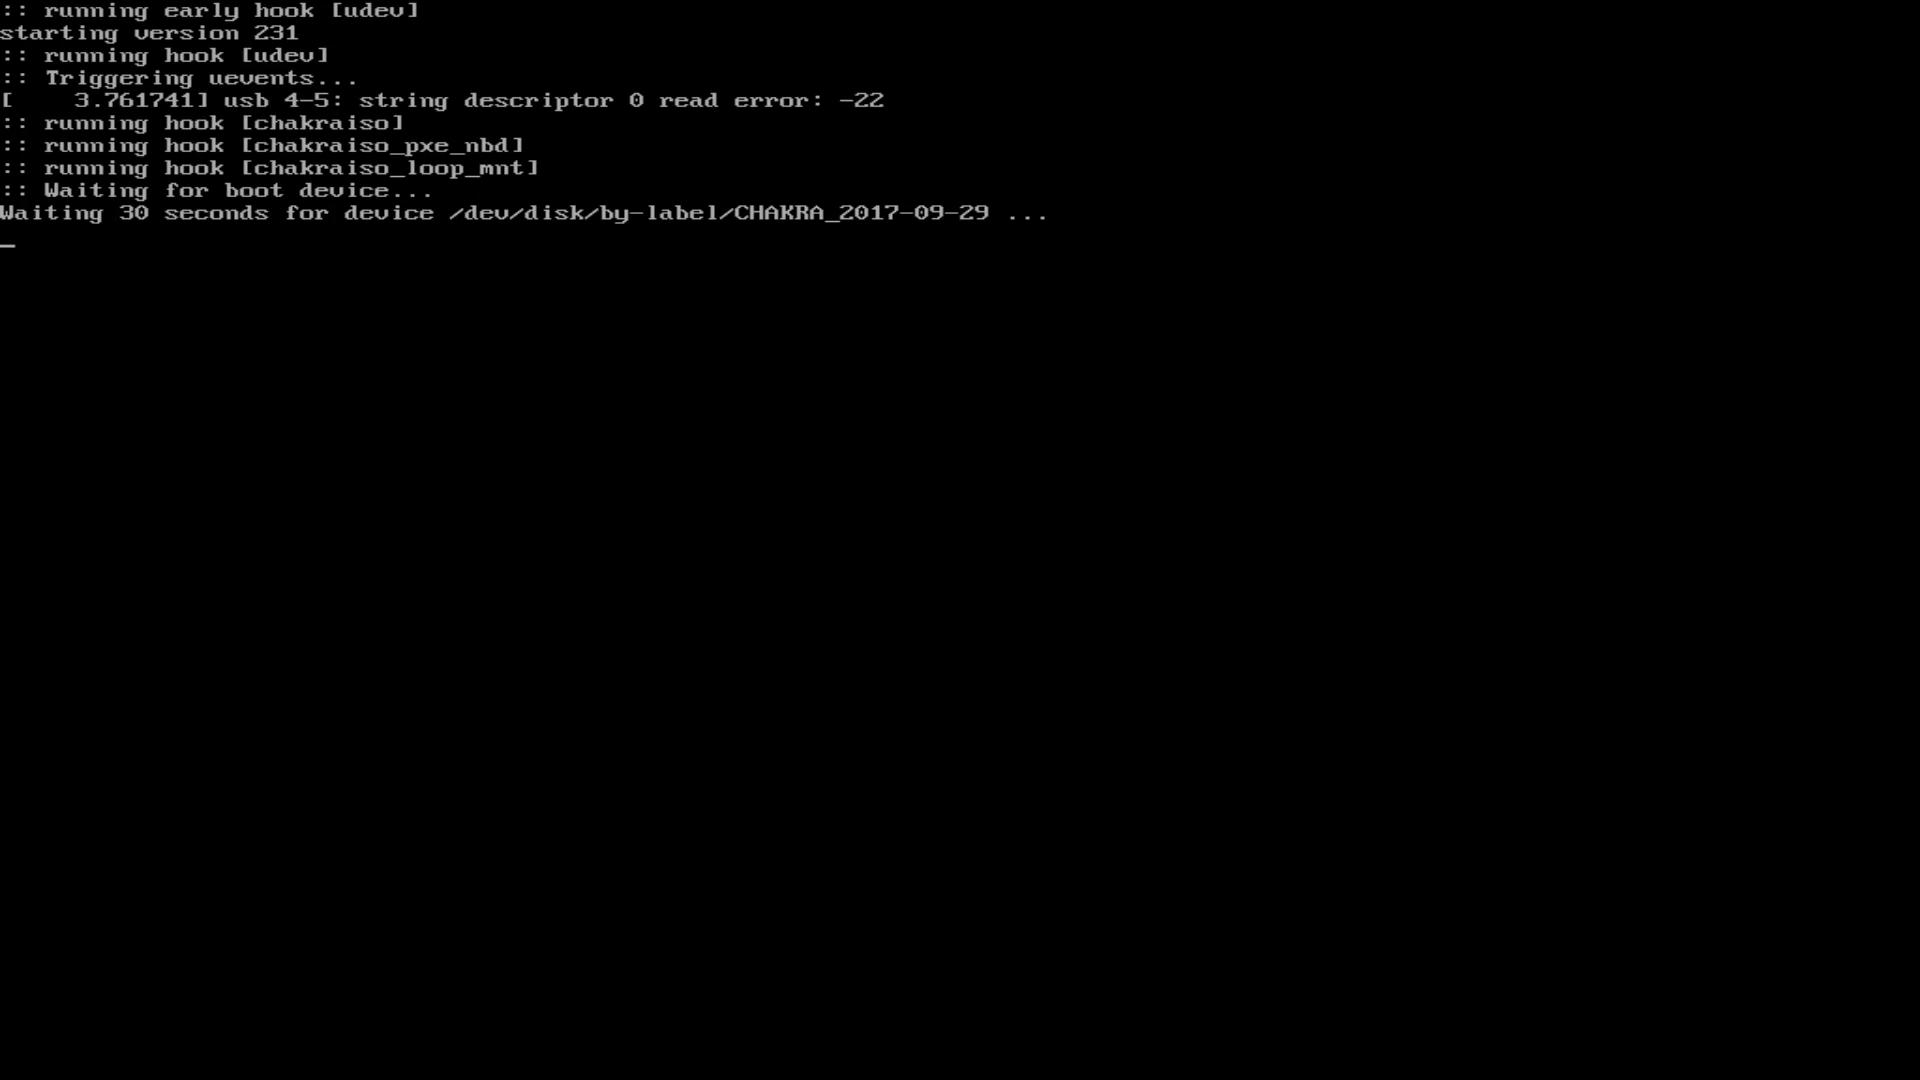 :: running early hook [udev]
starting version 231
:: running hook [udev]
:: Triggering uevents...
[    3.761741] usb 4-5: string descriptor 0 read error: -22
:: running hook [chakraiso]
:: running hook [chakraiso_pxe_nbd]
:: running hook [chakraiso_loop_mnt]
:: Waiting for boot device...
Waiting 30 seconds for device /dev/disk/by-label/CHAKRA_2017-09-29 ...
_